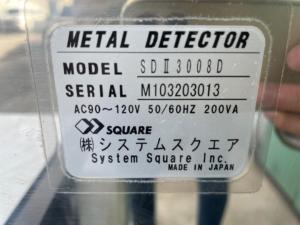 METAL DETECTOR
MODEL SDⅡ3008D
SERIAL M103203013
AC90～120V 50/60HZ 200VA
SQUARE
㈱システムスクエア
System Square Inc.
MADE IN JAPAN